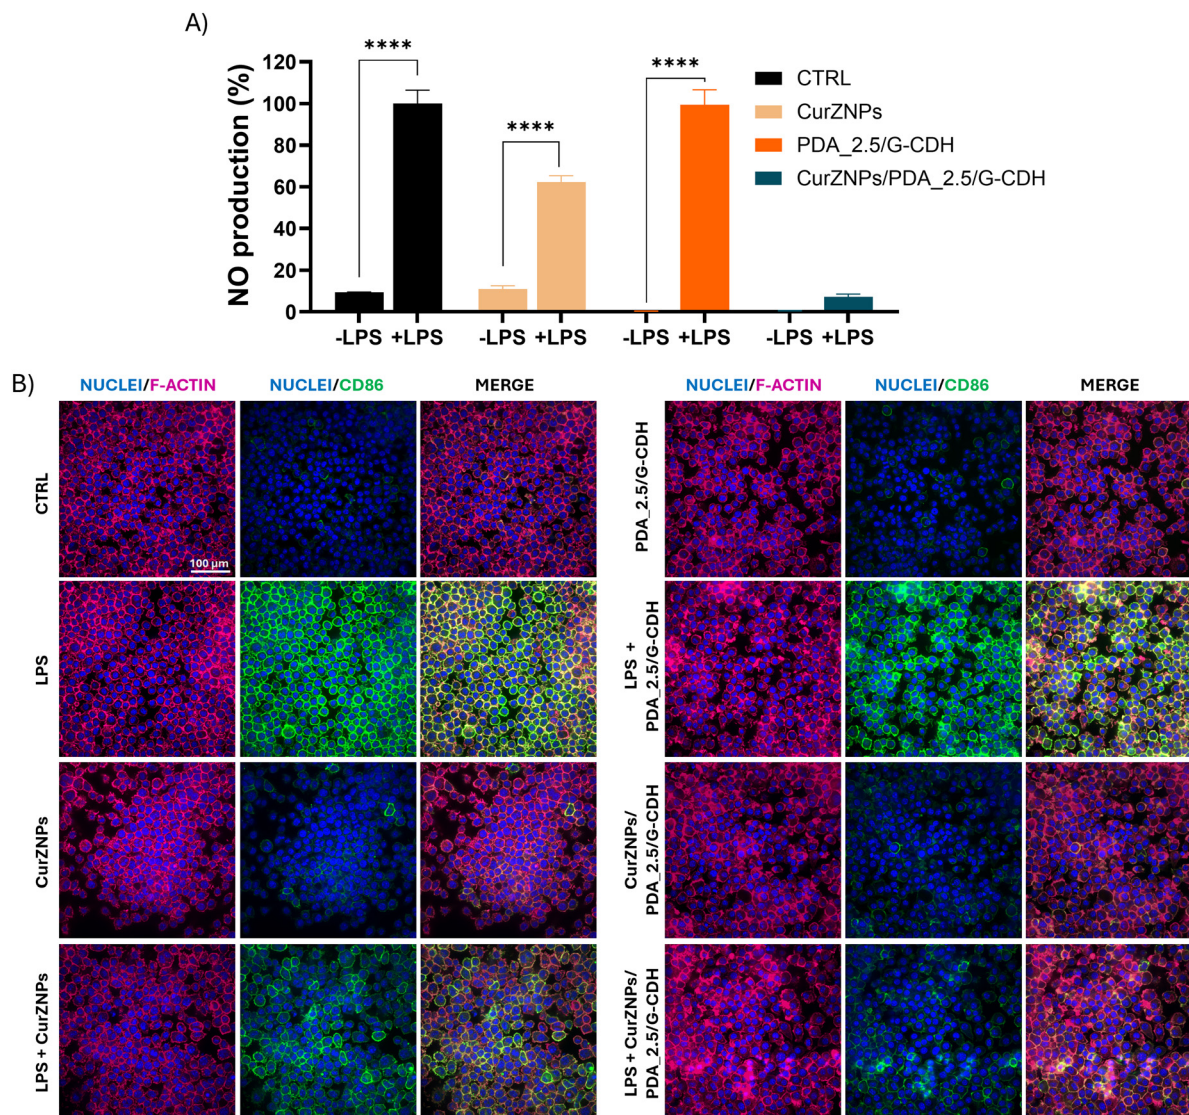 A)
NO production (%)
120
100
80
60
40
20
0
****
****
****
-LPS +LPS -LPS +LPS -LPS +LPS -LPS +LPS
CTRL
CurZNPs
PDA_2.5/G-CDH
CurZNPs/PDA_2.5/G-CDH
B)
NUCLEI/F-ACTIN NUCLEI/CD86 MERGE
CTRL
100 µm
LPS
CurZNPs
LPS + CurZNPs
NUCLEI/F-ACTIN NUCLEI/CD86 MERGE
PDA_2.5/G-CDH
LPS +
PDA_2.5/G-CDH
CurZNPs/
PDA_2.5/G-CDH
LPS + CurZNPs/
PDA_2.5/G-CDH